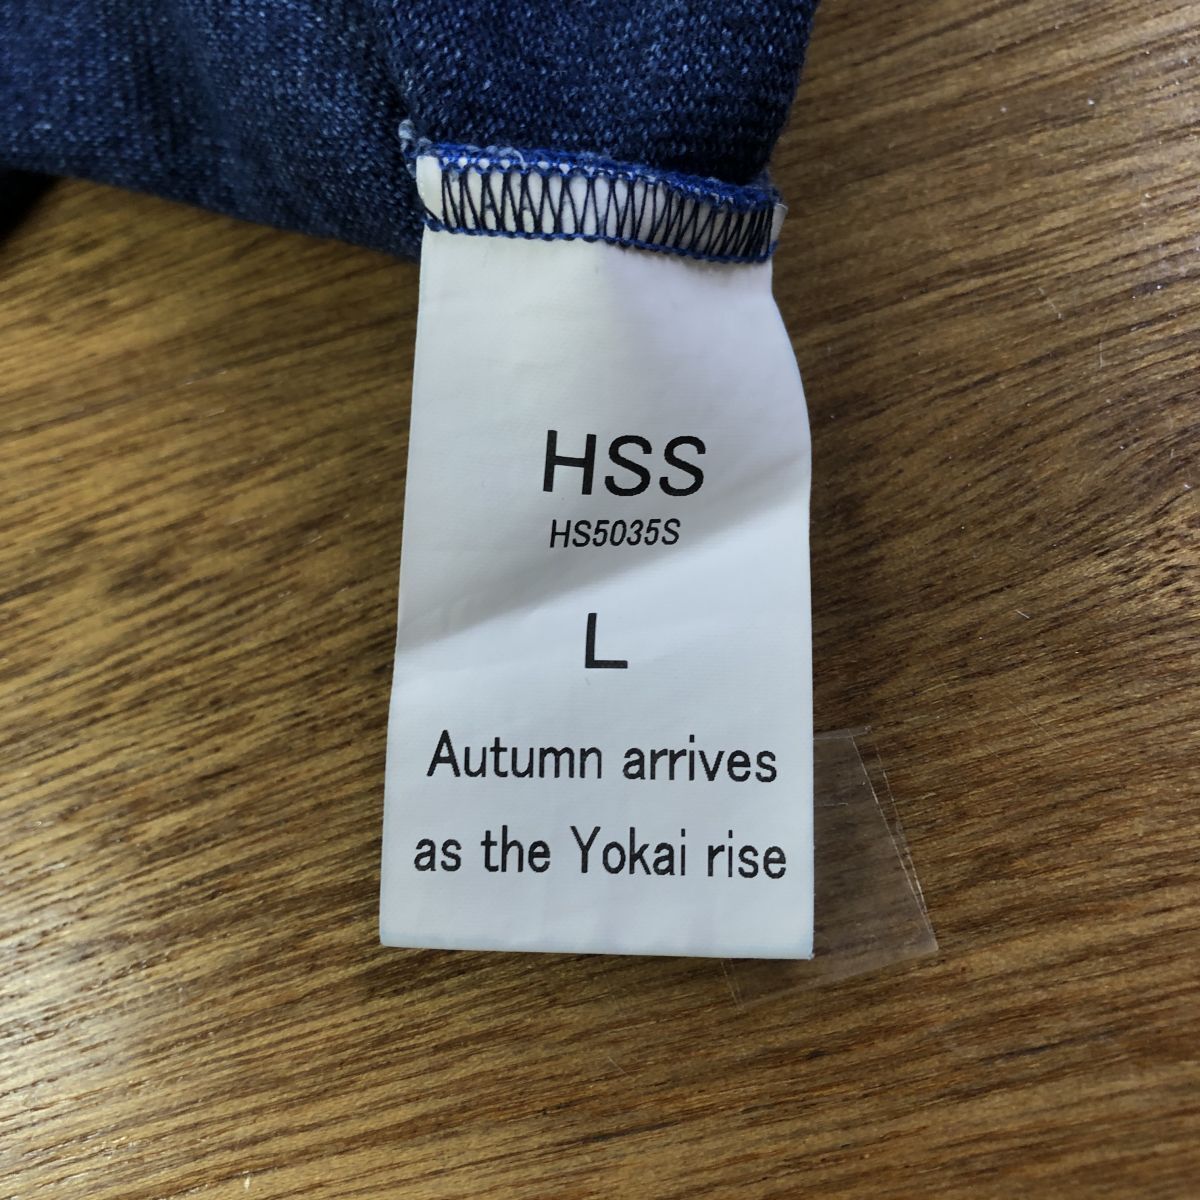 HSS
HS5035S
L
Autumn arrives
as the Yokai rise